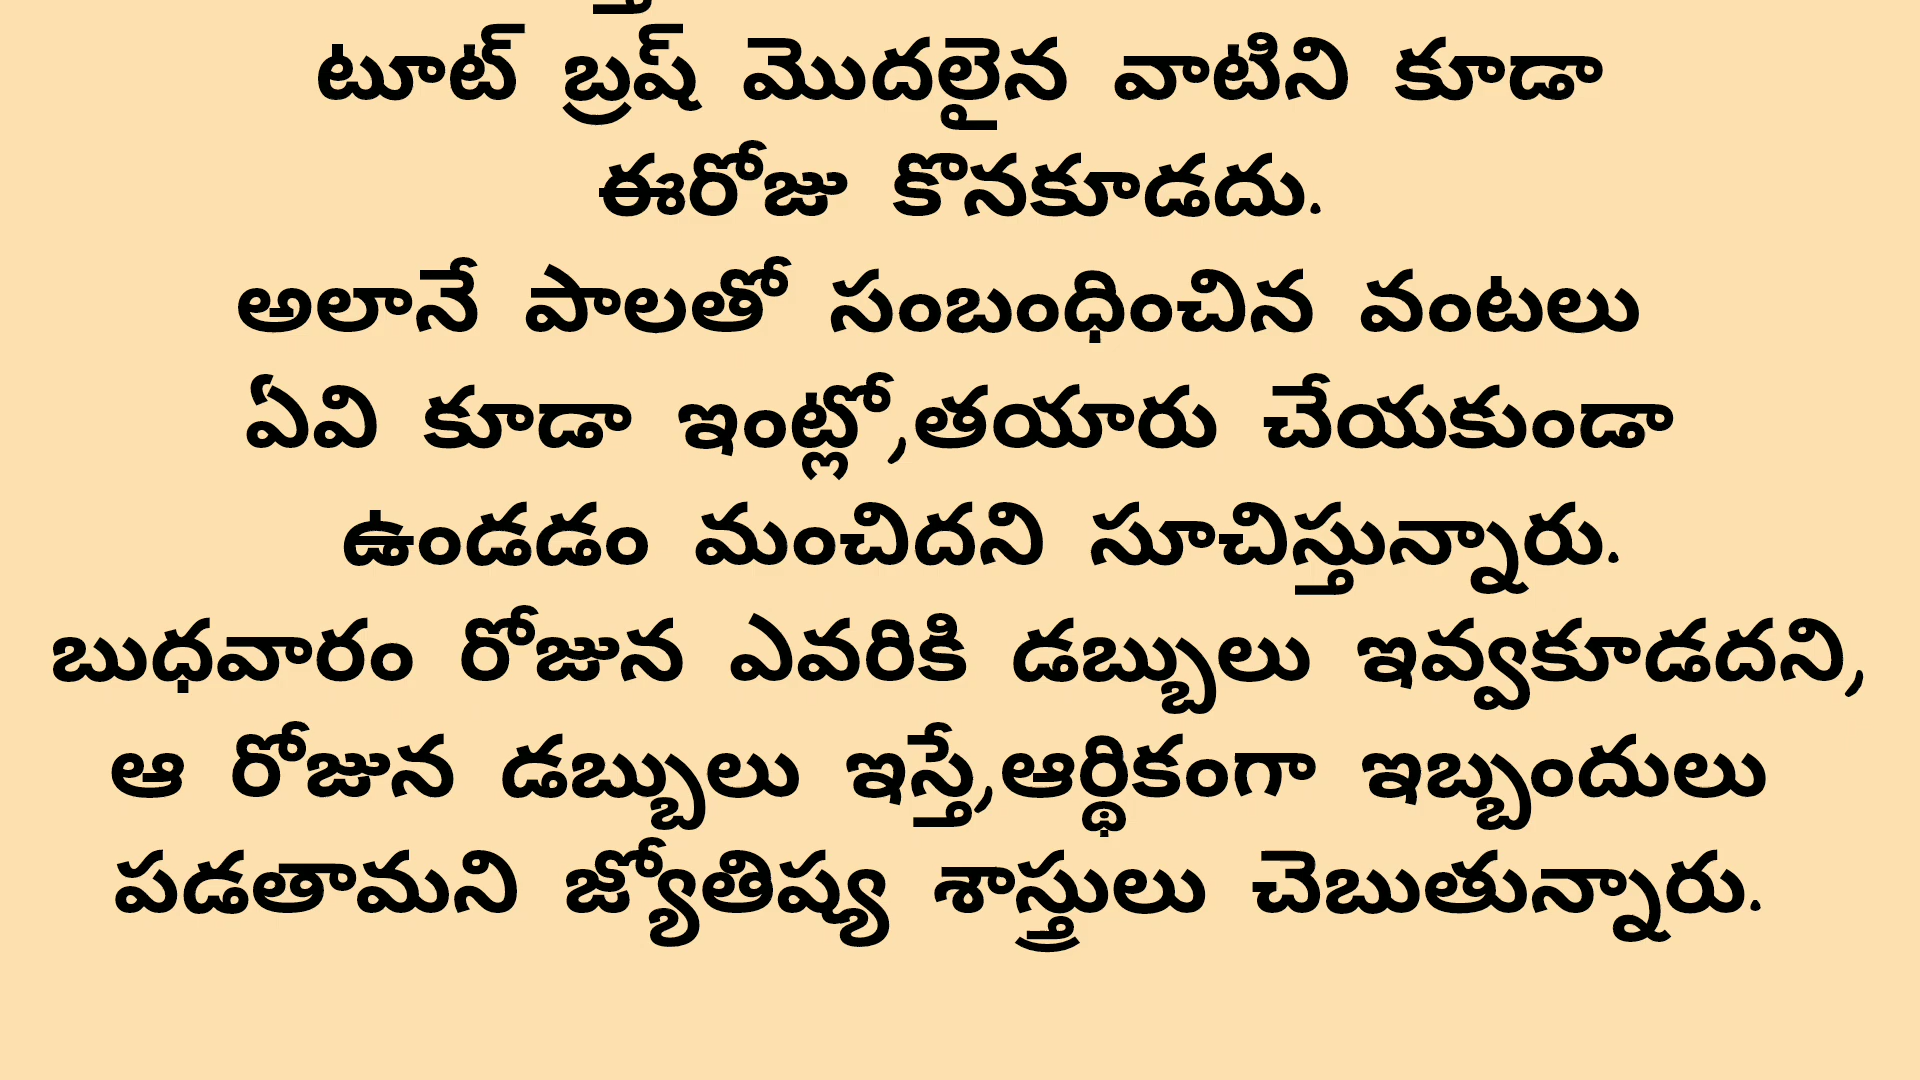 టూట్ బ్రష్ మొదలైన వాటిని కూడా
ఈరోజు కొనకూడదు.
అలానే పాలతో సంబంధించిన వంటలు
ఏవి కూడా ఇంట్లో,తయారు చేయకుండా
ఉండడం మంచిదని సూచిస్తున్నారు.
బుధవారం రోజున ఎవరికి డబ్బులు ఇవ్వకూడదని,
ఆ రోజున డబ్బులు ఇస్తే,ఆర్థికంగా ఇబ్బందులు
పడతామని జ్యోతిష్య శాస్త్రులు చెబుతున్నారు.